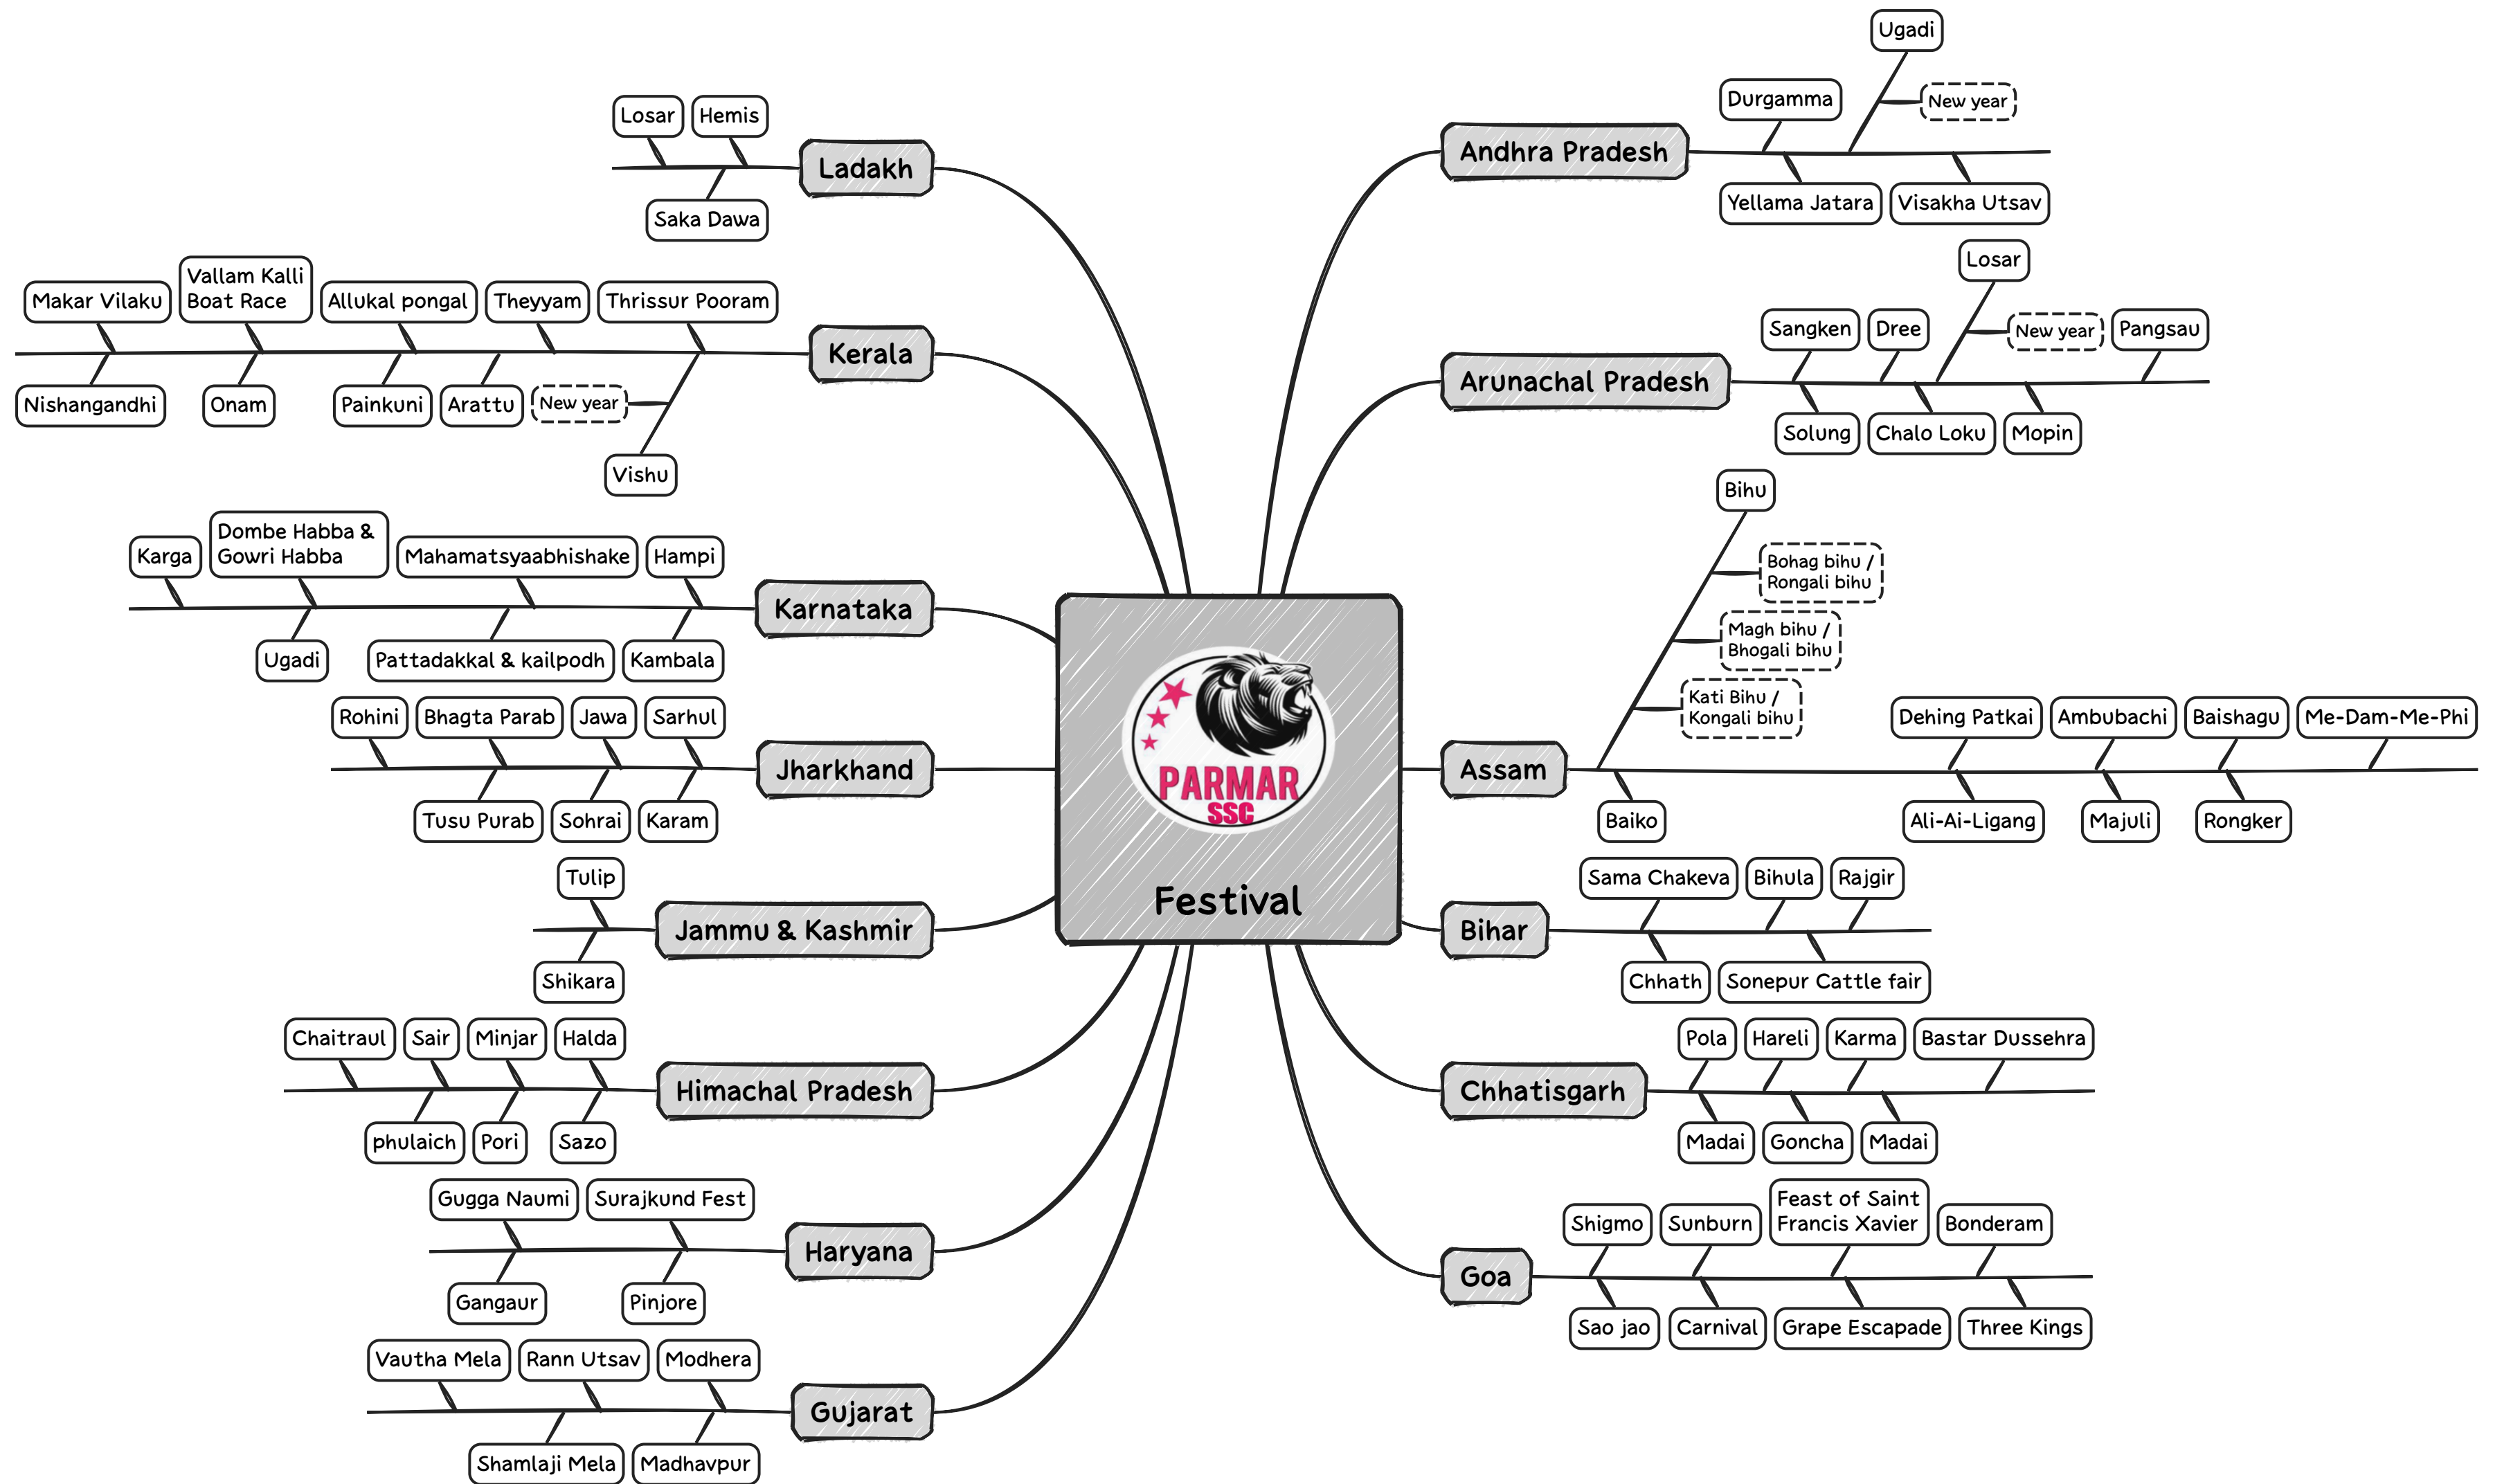 PARMAR
SSC
Festival
Andhra Pradesh
Durgamma
Yellama Jatara
Ugadi
New year
Visakha Utsav
Arunachal Pradesh
Sangken
Solung
Dree
Chalo Loku
Losar
New year
Mopin
Pangsau
Assam
Bihu
Bohag bihu /
Rongali bihu
Magh bihu /
Bhogali bihu
Kati Bihu /
Kongali bihu
Baiko
Dehing Patkai
Ali-Ai-Ligang
Ambubachi
Majuli
Baishagu
Rongker
Me-Dam-Me-Phi
Bihar
Sama Chakeva
Chhath
Bihula
Sonepur Cattle fair
Rajgir
Chhatisgarh
Pola
Madai
Hareli
Goncha
Karma
Madai
Bastar Dussehra
Goa
Shigmo
Sao jao
Sunburn
Carnival
Feast of Saint
Francis Xavier
Grape Escapade
Bonderam
Three Kings
Ladakh
Hemis
Saka Dawa
Losar
Kerala
Thrissur Pooram
Vishu
New year
Theyyam
Arattu
Allukal pongal
Painkuni
Vallam Kalli
Boat Race
Onam
Makar Vilaku
Nishangandhi
Karnataka
Hampi
Kambala
Mahamatsyaabhishake
Pattadakkal & kailpodh
Dombe Habba &
Gowri Habba
Ugadi
Karga
Jharkhand
Sarhul
Karam
Jawa
Sohrai
Bhagta Parab
Tusu Purab
Rohini
Jammu & Kashmir
Tulip
Shikara
Himachal Pradesh
Halda
Sazo
Minjar
Pori
Sair
phulaich
Chaitraul
Haryana
Surajkund Fest
Pinjore
Gugga Naumi
Gangaur
Gujarat
Modhera
Madhavpur
Rann Utsav
Shamlaji Mela
Vautha Mela